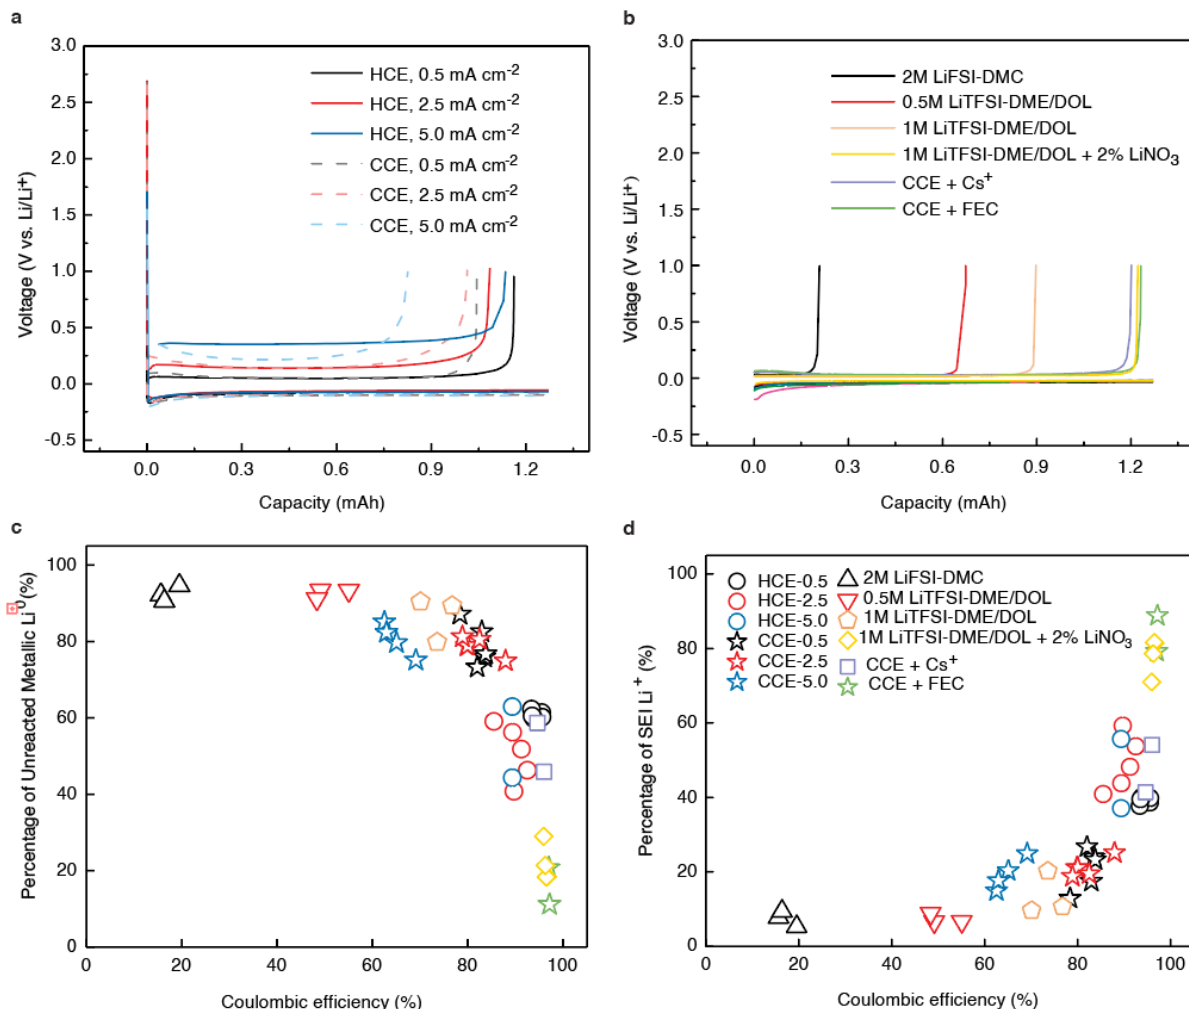 a
3.0
2.5
2.0
1.5
1.0
0.5
0.0
-0.5
Voltage (V vs. Li/Li⁺)
HCE, 0.5 mA cm⁻²
HCE, 2.5 mA cm⁻²
HCE, 5.0 mA cm⁻²
CCE, 0.5 mA cm⁻²
CCE, 2.5 mA cm⁻²
CCE, 5.0 mA cm⁻²
0.0 0.3 0.6 0.9 1.2
Capacity (mAh)
b
3.0
2.5
2.0
1.5
1.0
0.5
0.0
-0.5
Voltage (V vs. Li/Li⁺)
2M LiFSI-DMC
0.5M LiTFSI-DME/DOL
1M LiTFSI-DME/DOL
1M LiTFSI-DME/DOL + 2% LiNO₃
CCE + Cs⁺
CCE + FEC
0.0 0.3 0.6 0.9 1.2
Capacity (mAh)
c
100
80
60
40
20
0
Percentage of Unreacted Metallic Li⁰(%)
0 20 40 60 80 100
Coulombic efficiency (%)
d
100
80
60
40
20
0
Percentage of SEI Li⁺ (%)
HCE-0.5
HCE-2.5
HCE-5.0
CCE-0.5
CCE-2.5
CCE-5.0
2M LiFSI-DMC
0.5M LiTFSI-DME/DOL
1M LiTFSI-DME/DOL
1M LiTFSI-DME/DOL + 2% LiNO₃
CCE + Cs⁺
CCE + FEC
0 20 40 60 80 100
Coulombic efficiency (%)